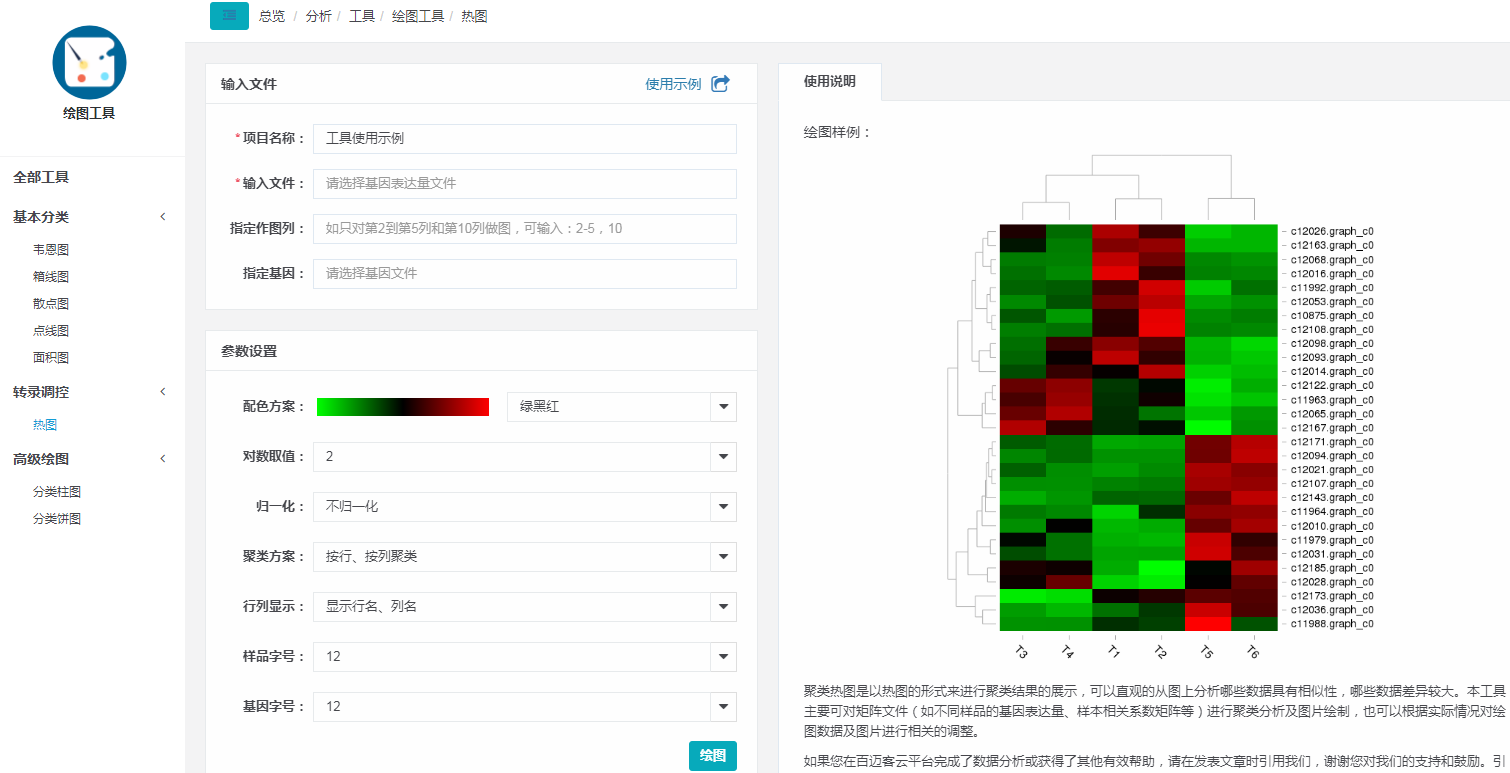 总览 / 分析 / 工具 / 绘图工具 / 热图
绘图工具
全部工具
基本分类
韦恩图
箱线图
散点图
点线图
面积图
转录调控
热图
高级绘图
分类柱图
分类饼图
输入文件 使用示例
*项目名称： 工具使用示例
*输入文件： 请选择基因表达量文件
指定作图列： 如只对第2到第5列和第10列做图，可输入：2-5，10
指定基因： 请选择基因文件
参数设置
配色方案： 绿黑红
对数取值： 2
归一化： 不归一化
聚类方案： 按行、按列聚类
行列显示： 显示行名、列名
样品字号： 12
基因字号： 12
绘图
使用说明
绘图样例：
c12026.graph_c0
c12163.graph_c0
c12068.graph_c0
c12016.graph_c0
c11992.graph_c0
c12053.graph_c0
c10875.graph_c0
c12108.graph_c0
c12098.graph_c0
c12093.graph_c0
c12014.graph_c0
c12122.graph_c0
c11963.graph_c0
c12065.graph_c0
c12167.graph_c0
c12171.graph_c0
c12094.graph_c0
c12021.graph_c0
c12107.graph_c0
c12143.graph_c0
c11964.graph_c0
c12010.graph_c0
c11979.graph_c0
c12031.graph_c0
c12185.graph_c0
c12028.graph_c0
c12173.graph_c0
c12036.graph_c0
c11988.graph_c0
T3 T4 T1 T2 T5 T6
聚类热图是以热图的形式来进行聚类结果的展示，可以直观的从图上分析哪些数据具有相似性，哪些数据差异较大。本工具
主要可对矩阵文件（如不同样品的基因表达量、样本相关系数矩阵等）进行聚类分析及图片绘制，也可以根据实际情况对绘
图数据及图片进行相关的调整。
如果您在百迈客云平台完成了数据分析或获得了其他有效帮助，请在发表文章时引用我们，谢谢您对我们的支持和鼓励。引